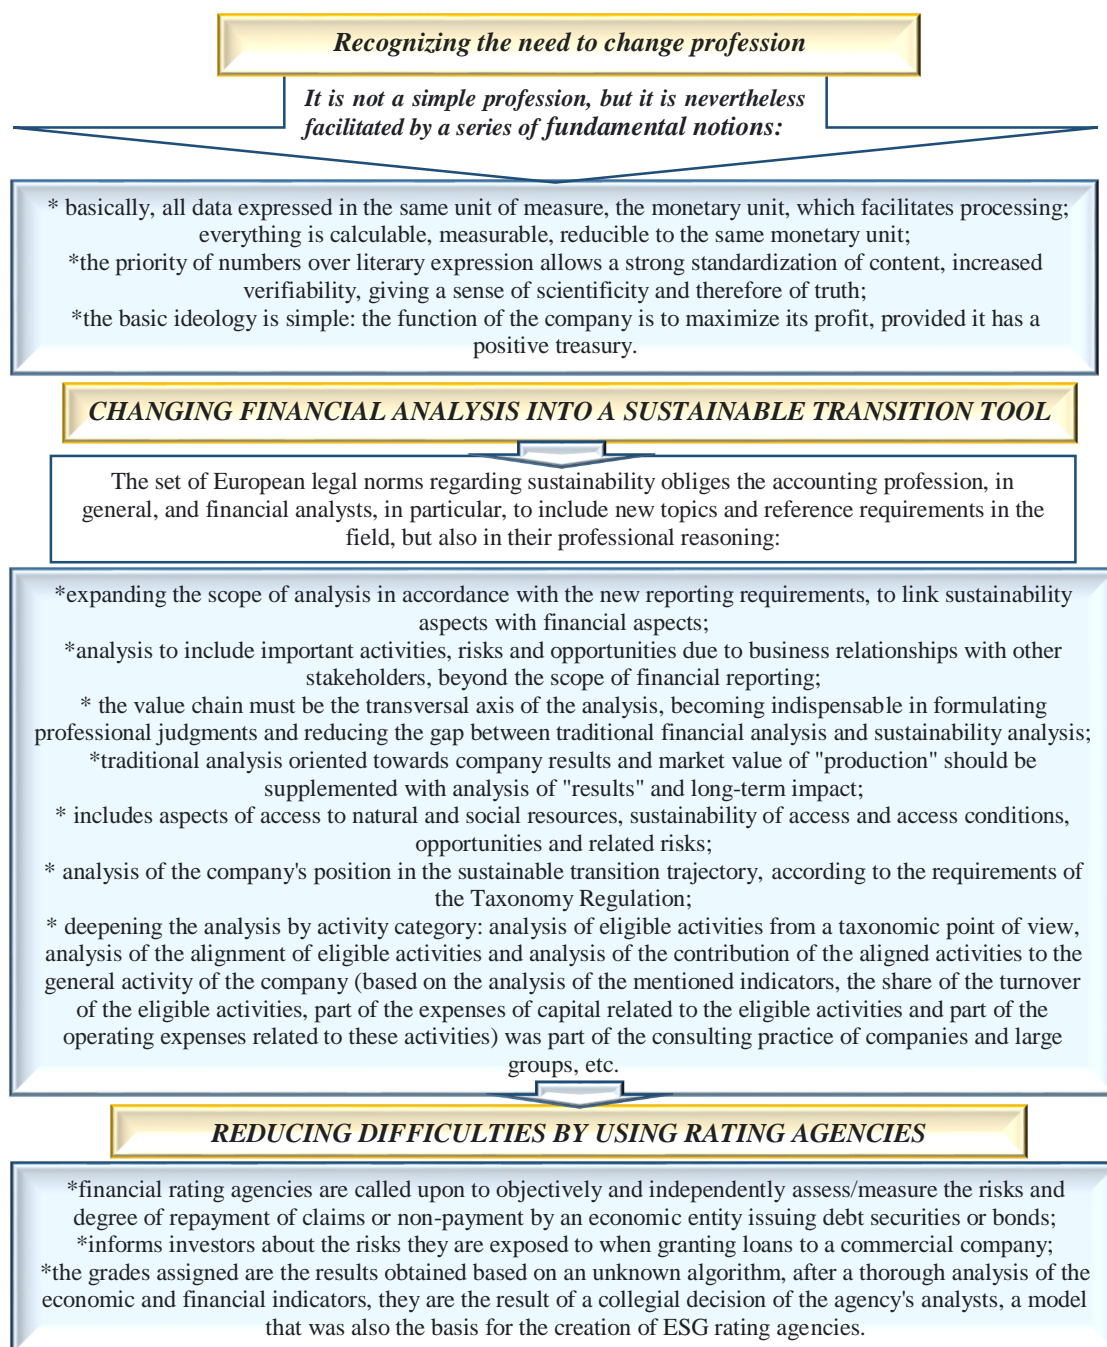 Recognizing the need to change profession
It is not a simple profession, but it is nevertheless
facilitated by a series of fundamental notions:
* basically, all data expressed in the same unit of measure, the monetary unit, which facilitates processing;
everything is calculable, measurable, reducible to the same monetary unit;
*the priority of numbers over literary expression allows a strong standardization of content, increased
verifiability, giving a sense of scientificity and therefore of truth;
*the basic ideology is simple: the function of the company is to maximize its profit, provided it has a
positive treasury.
CHANGING FINANCIAL ANALYSIS INTO A SUSTAINABLE TRANSITION TOOL
The set of European legal norms regarding sustainability obliges the accounting profession, in
general, and financial analysts, in particular, to include new topics and reference requirements in the
field, but also in their professional reasoning:
*expanding the scope of analysis in accordance with the new reporting requirements, to link sustainability
aspects with financial aspects;
*analysis to include important activities, risks and opportunities due to business relationships with other
stakeholders, beyond the scope of financial reporting;
* the value chain must be the transversal axis of the analysis, becoming indispensable in formulating
professional judgments and reducing the gap between traditional financial analysis and sustainability analysis;
*traditional analysis oriented towards company results and market value of "production" should be
supplemented with analysis of "results" and long-term impact;
* includes aspects of access to natural and social resources, sustainability of access and access conditions,
opportunities and related risks;
* analysis of the company's position in the sustainable transition trajectory, according to the requirements of
the Taxonomy Regulation;
* deepening the analysis by activity category: analysis of eligible activities from a taxonomic point of view,
analysis of the alignment of eligible activities and analysis of the contribution of the aligned activities to the
general activity of the company (based on the analysis of the mentioned indicators, the share of the turnover
of the eligible activities, part of the expenses of capital related to the eligible activities and part of the
operating expenses related to these activities) was part of the consulting practice of companies and large
groups, etc.
REDUCING DIFFICULTIES BY USING RATING AGENCIES
*financial rating agencies are called upon to objectively and independently assess/measure the risks and
degree of repayment of claims or non-payment by an economic entity issuing debt securities or bonds;
*informs investors about the risks they are exposed to when granting loans to a commercial company;
*the grades assigned are the results obtained based on an unknown algorithm, after a thorough analysis of the
economic and financial indicators, they are the result of a collegial decision of the agency's analysts, a model
that was also the basis for the creation of ESG rating agencies.